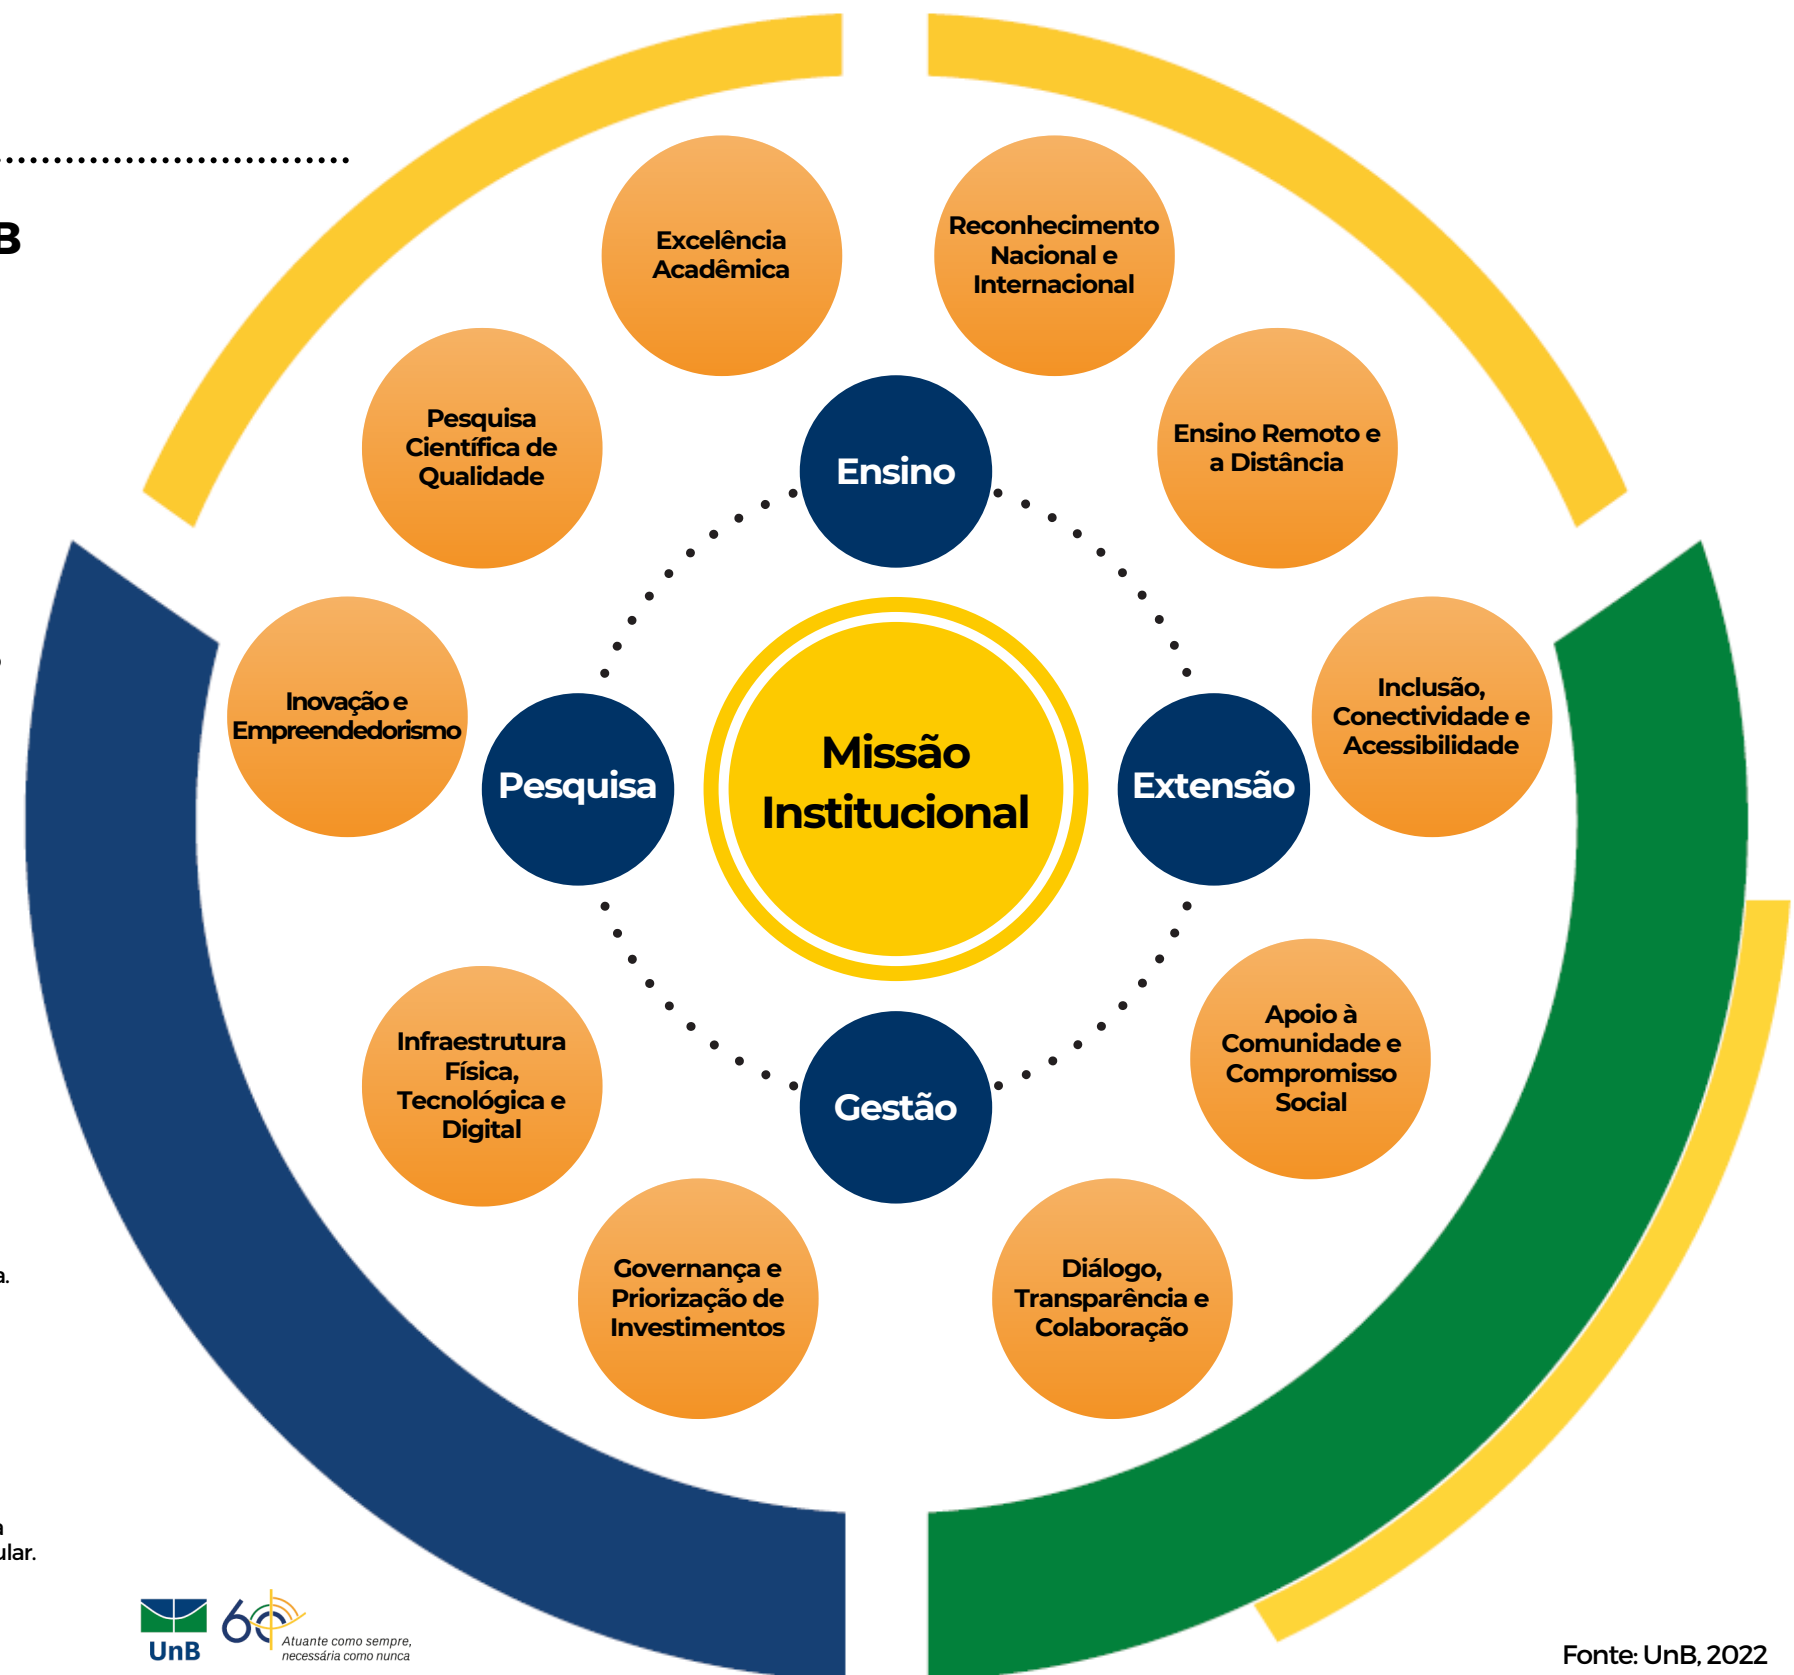 B
Excelência
Acadêmica
Reconhecimento
Nacional e
Internacional
Pesquisa
Científica de
Qualidade
Ensino Remoto e
a Distância
Ensino
Inovação e
Empreendedorismo
Inclusão,
Conectividade e
Acessibilidade
Pesquisa
Missão
Institucional
Extensão
Infraestrutura
Física,
Tecnológica e
Digital
Apoio à
Comunidade e
Compromisso
Social
Gestão
Governança e
Priorização de
Investimentos
Diálogo,
Transparência e
Colaboração
a.
a
ular.
UnB
60
Atuante como sempre,
necessária como nunca
Fonte: UnB, 2022